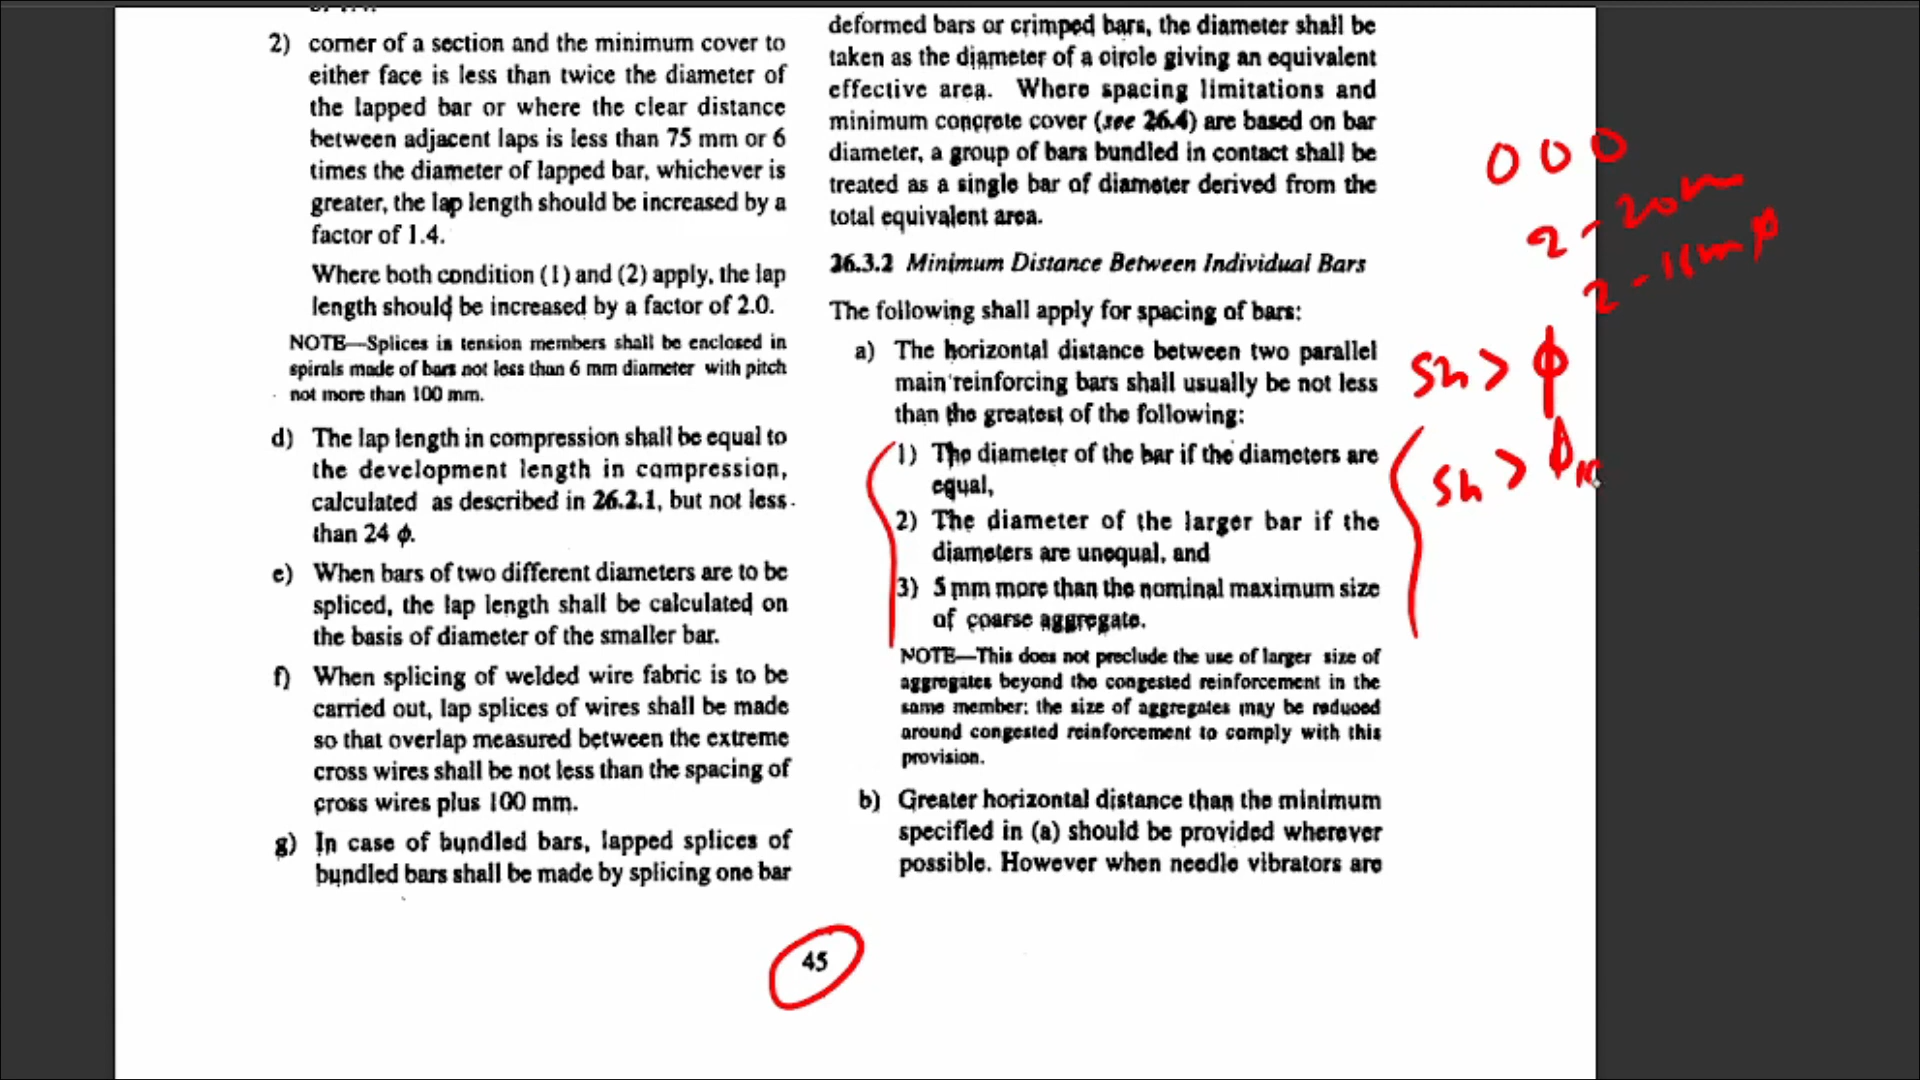 2) corner of a section and the minimum cover to
either face is less than twice the diameter of
the lapped bar or where the clear distance
between adjacent laps is less than 75 mm or 6
times the diameter of lapped bar, whichever is
greater, the lap length should be increased by a
factor of 1.4.
Where both condition (1) and (2) apply, the lap
length should be increased by a factor of 2.0.
NOTE—Splices in tension members shall be enclosed in
spirals made of bars not less than 6 mm diameter with pitch
not more than 100 mm.
d) The lap length in compression shall be equal to
the development length in compression,
calculated as described in 26.2.1, but not less
than 24 ϕ.
e) When bars of two different diameters are to be
spliced, the lap length shall be calculated on
the basis of diameter of the smaller bar.
f) When splicing of welded wire fabric is to be
carried out, lap splices of wires shall be made
so that overlap measured between the extreme
cross wires shall be not less than the spacing of
cross wires plus 100 mm.
g) In case of bundled bars, lapped splices of
bundled bars shall be made by splicing one bar
deformed bars or crimped bars, the diameter shall be
taken as the diameter of a circle giving an equivalent
effective area. Where spacing limitations and
minimum concrete cover (see 26.4) are based on bar
diameter, a group of bars bundled in contact shall be
treated as a single bar of diameter derived from the
total equivalent area.
26.3.2 Minimum Distance Between Individual Bars
The following shall apply for spacing of bars:
a) The horizontal distance between two parallel
main reinforcing bars shall usually be not less
than the greatest of the following:
1) The diameter of the bar if the diameters are
equal,
2) The diameter of the larger bar if the
diameters are unequal, and
3) 5 mm more than the nominal maximum size
of coarse aggregate.
NOTE—This does not preclude the use of larger size of
aggregates beyond the congested reinforcement in the
same member; the size of aggregates may be reduced
around congested reinforcement to comply with this
provision.
b) Greater horizontal distance than the minimum
specified in (a) should be provided wherever
possible. However when needle vibrators are
45
0 0 0
2 - 20m
Sh > ϕ
Sh > ϕ